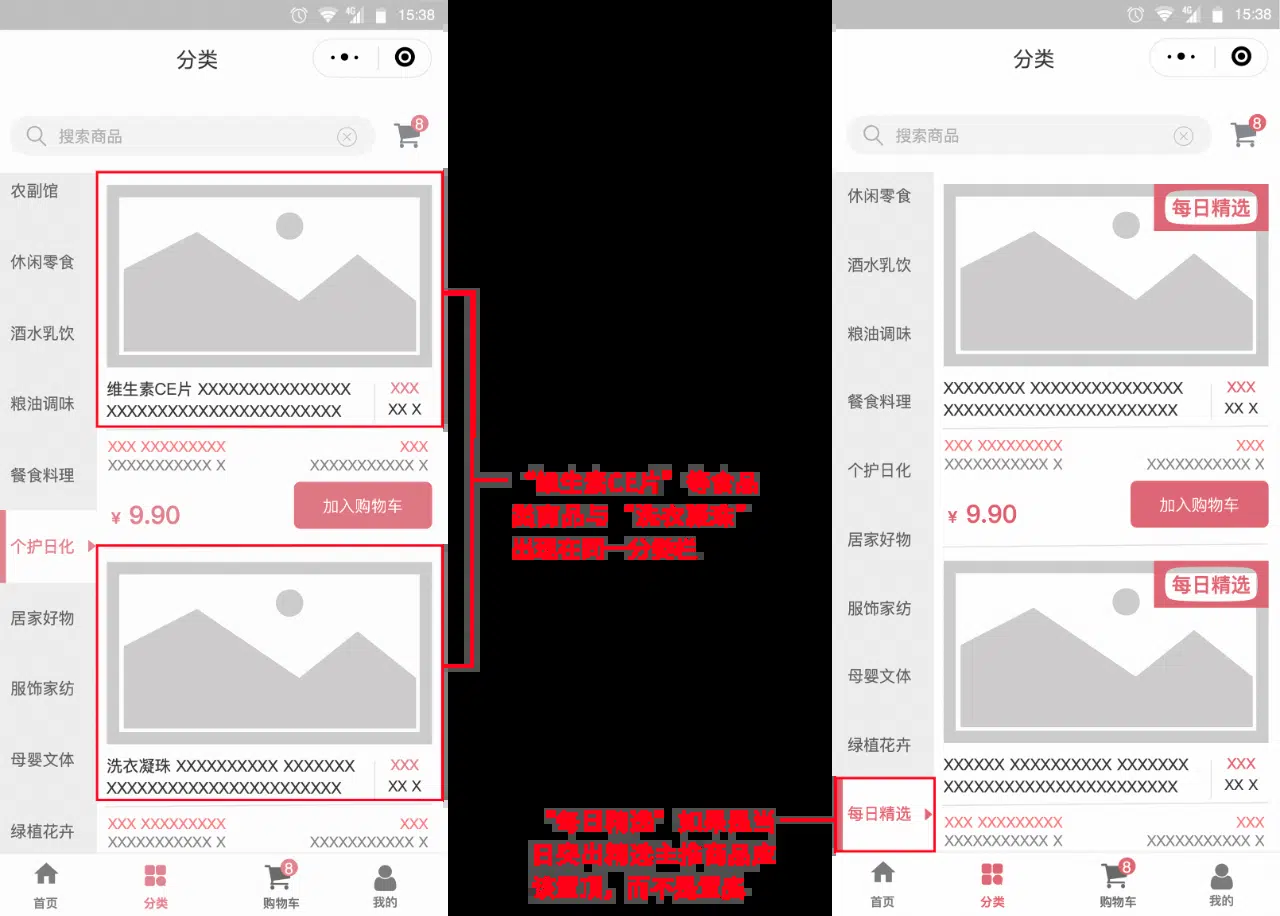 4G 15:38
分类
搜索商品
8
农副馆
休闲零食
酒水乳饮
粮油调味
餐食料理
个护日化
居家好物
服饰家纺
母婴文体
绿植花卉
维生素CE片 XXXXXXXXXXXXXXX
XXXXXXXXXXXXXXXXXXXXXXX
XXX
XX X
XXX XXXXXXXXX
XXX
XXXXXXXXXXX X
XXXXXXXXXXX X
¥ 9.90
加入购物车
洗衣凝珠 XXXXXXXXXX XXXXXXX
XXXXXXXXXXXXXXXXXXXXXXX
XXX
XX X
XXX XXXXXXXXX
XXX
XXXXXXXXXXX X
XXXXXXXXXXX X
首页
分类
8
购物车
我的
“维生素CE片”等食品
类商品与“洗衣凝珠”
出现在同一分类栏
“每日精选”如果是当
日突出精选主推商品应
该置顶，而不是置底
4G 15:38
分类
搜索商品
8
休闲零食
酒水乳饮
粮油调味
餐食料理
个护日化
居家好物
服饰家纺
母婴文体
绿植花卉
每日精选
每日精选
XXXXXXXX XXXXXXXXXXXXXXX
XXXXXXXXXXXXXXXXXXXXXXX
XXX
XX X
XXX XXXXXXXXX
XXX
XXXXXXXXXXX X
XXXXXXXXXXX X
¥ 9.90
加入购物车
每日精选
XXXXXX XXXXXXXXXX XXXXXXX
XXXXXXXXXXXXXXXXXXXXXXX
XXX
XX X
XXX XXXXXXXXX
XXX
XXXXXXXXXXX X
XXXXXXXXXXX X
首页
分类
8
购物车
我的